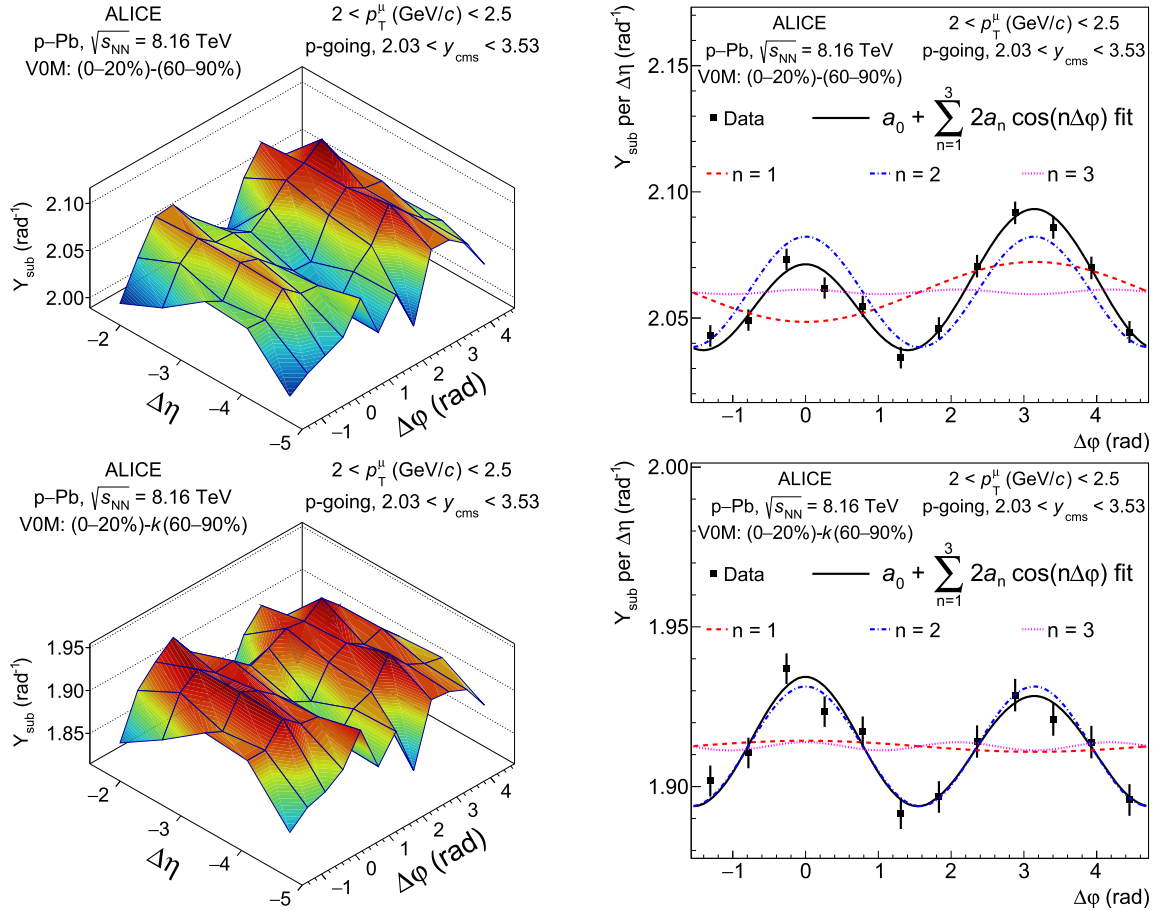 ALICE
p–Pb, √sNN = 8.16 TeV
V0M: (0–20%)-(60–90%)
2 < pTμ (GeV/c) < 2.5
p-going, 2.03 < ycms < 3.53
Ysub (rad-1)
2.10
2.05
2.00
−2
−3
−4
−5
Δη
−1
0
1
2
3
4
Δφ (rad)
ALICE
p–Pb, √sNN = 8.16 TeV
V0M: (0–20%)-(60–90%)
2 < pTμ (GeV/c) < 2.5
p-going, 2.03 < ycms < 3.53
Data
a0 + ∑n=13 2an cos(nΔφ) fit
n = 1
n = 2
n = 3
Ysub per Δη (rad-1)
2.15
2.10
2.05
−1
0
1
2
3
4
Δφ (rad)
ALICE
p–Pb, √sNN = 8.16 TeV
V0M: (0–20%)-k(60–90%)
2 < pTμ (GeV/c) < 2.5
p-going, 2.03 < ycms < 3.53
Ysub (rad-1)
1.95
1.90
1.85
−2
−3
−4
−5
Δη
−1
0
1
2
3
4
Δφ (rad)
ALICE
p–Pb, √sNN = 8.16 TeV
V0M: (0–20%)-k(60–90%)
2 < pTμ (GeV/c) < 2.5
p-going, 2.03 < ycms < 3.53
Data
a0 + ∑n=13 2an cos(nΔφ) fit
n = 1
n = 2
n = 3
Ysub per Δη (rad-1)
2.00
1.95
1.90
−1
0
1
2
3
4
Δφ (rad)